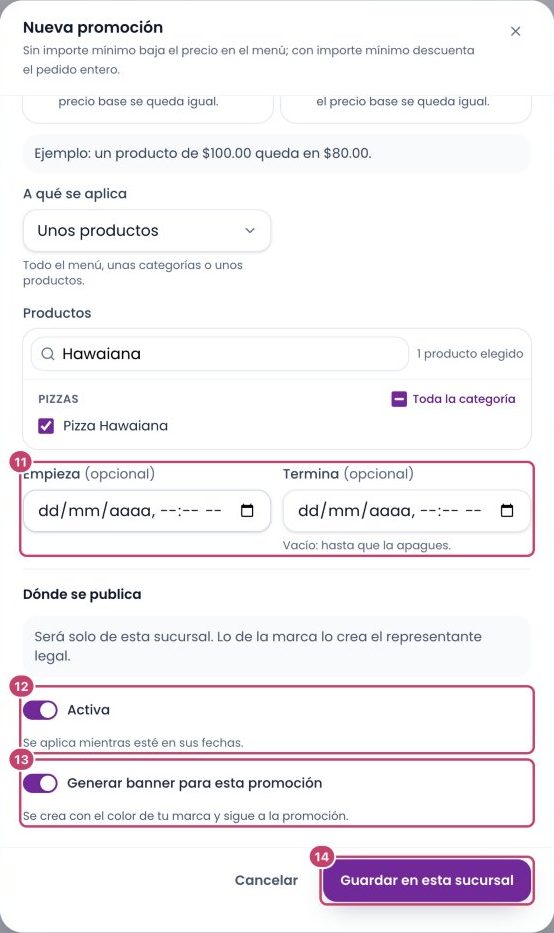 Nueva promoción
Sin importe mínimo baja el precio en el menú; con importe mínimo descuenta
el pedido entero.
precio base se queda igual.
el precio base se queda igual.
Ejemplo: un producto de $100.00 queda en $80.00.
A qué se aplica
Unos productos
Todo el menú, unas categorías o unos
productos.
Productos
Hawaiana
1 producto elegido
PIZZAS
Toda la categoría
Pizza Hawaiana
11
Empieza (opcional)
Termina (opcional)
dd/mm/aaaa, --:-- --
dd/mm/aaaa, --:-- --
Vacío: hasta que la apagues.
Dónde se publica
Será solo de esta sucursal. Lo de la marca lo crea el representante
legal.
12
Activa
Se aplica mientras esté en sus fechas.
13
Generar banner para esta promoción
Se crea con el color de tu marca y sigue a la promoción.
14
Cancelar
Guardar en esta sucursal